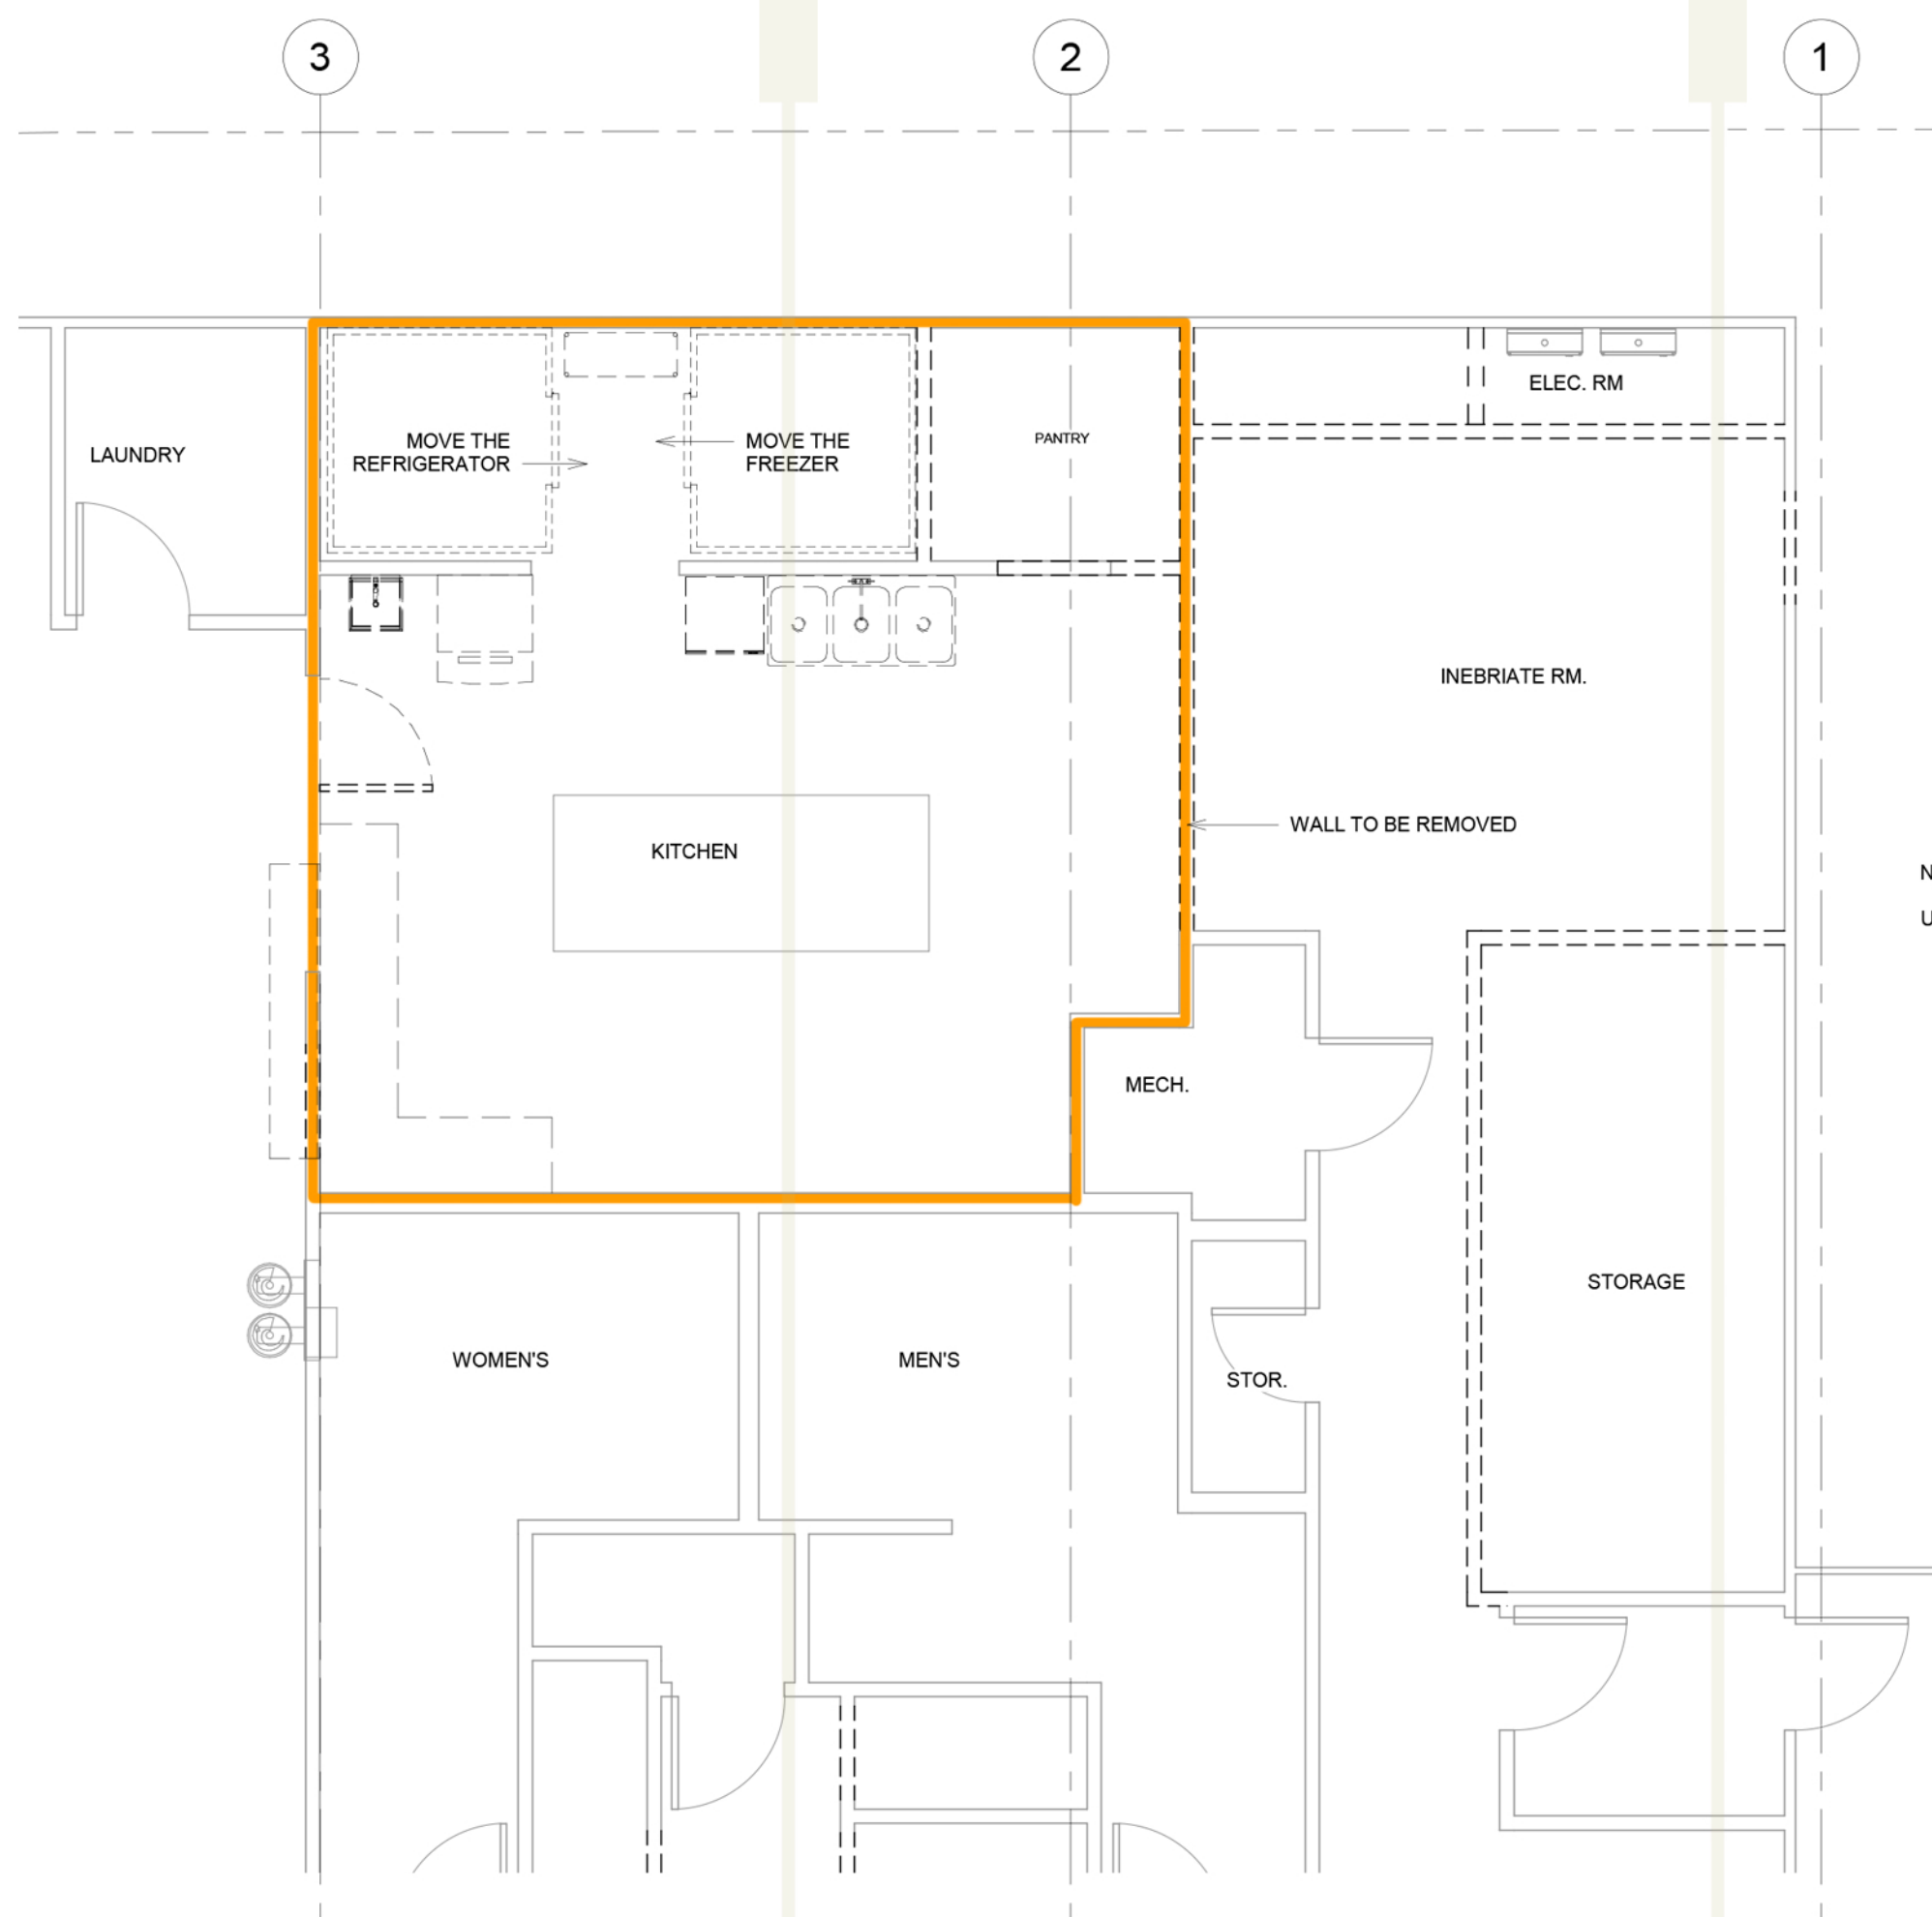 3
2
1
ELEC. RM
LAUNDRY
MOVE THE
REFRIGERATOR
MOVE THE
FREEZER
PANTRY
INEBRIATE RM.
WALL TO BE REMOVED
KITCHEN
N
U
MECH.
STORAGE
WOMEN'S
MEN'S
STOR.